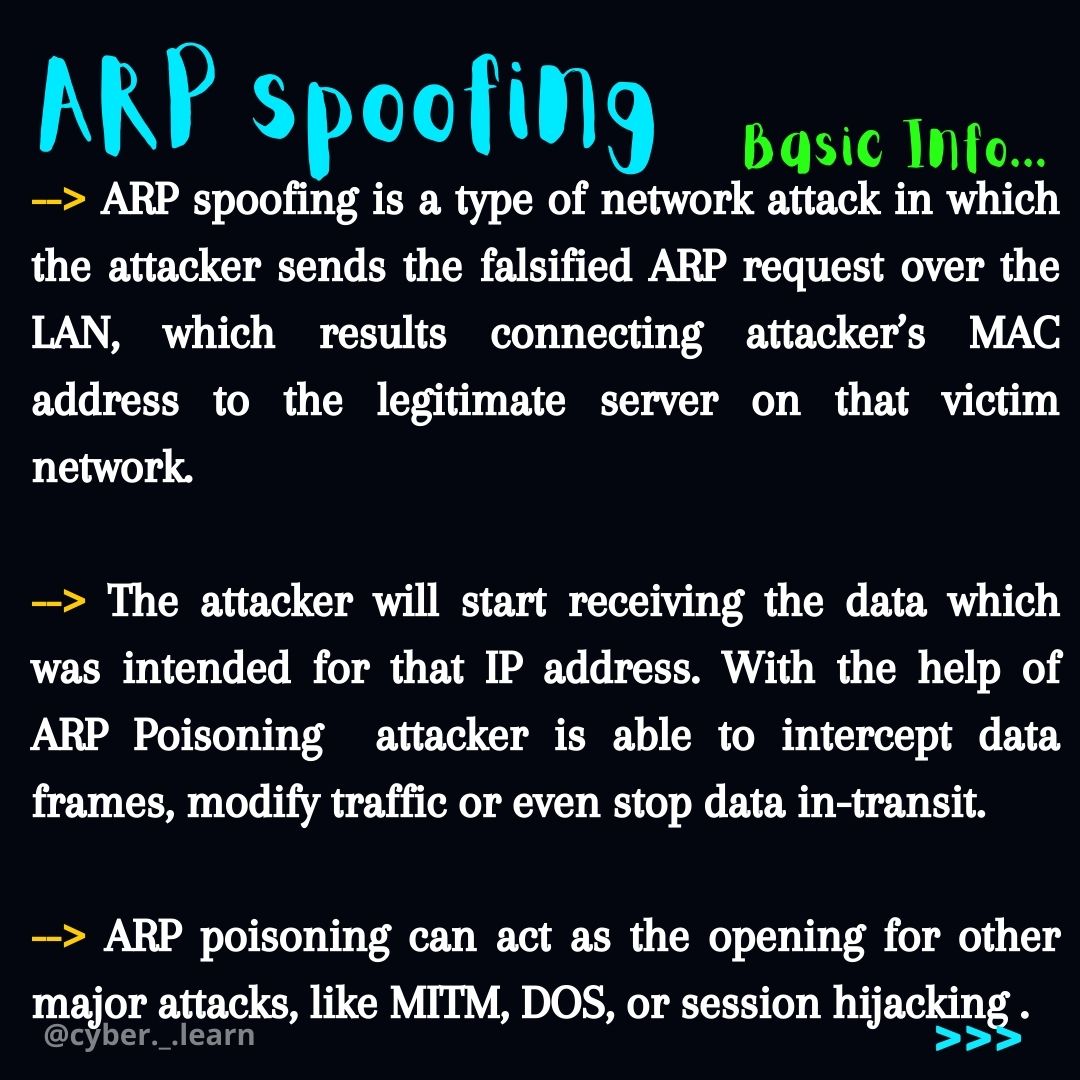 ARP spoofing
Basic Info...
--> ARP spoofing is a type of network attack in which
the attacker sends the falsified ARP request over the
LAN, which results connecting attacker’s MAC
address to the legitimate server on that victim
network.
--> The attacker will start receiving the data which
was intended for that IP address. With the help of
ARP Poisoning attacker is able to intercept data
frames, modify traffic or even stop data in-transit.
--> ARP poisoning can act as the opening for other
major attacks, like MITM, DOS, or session hijacking .
@cyber._.learn
>>>